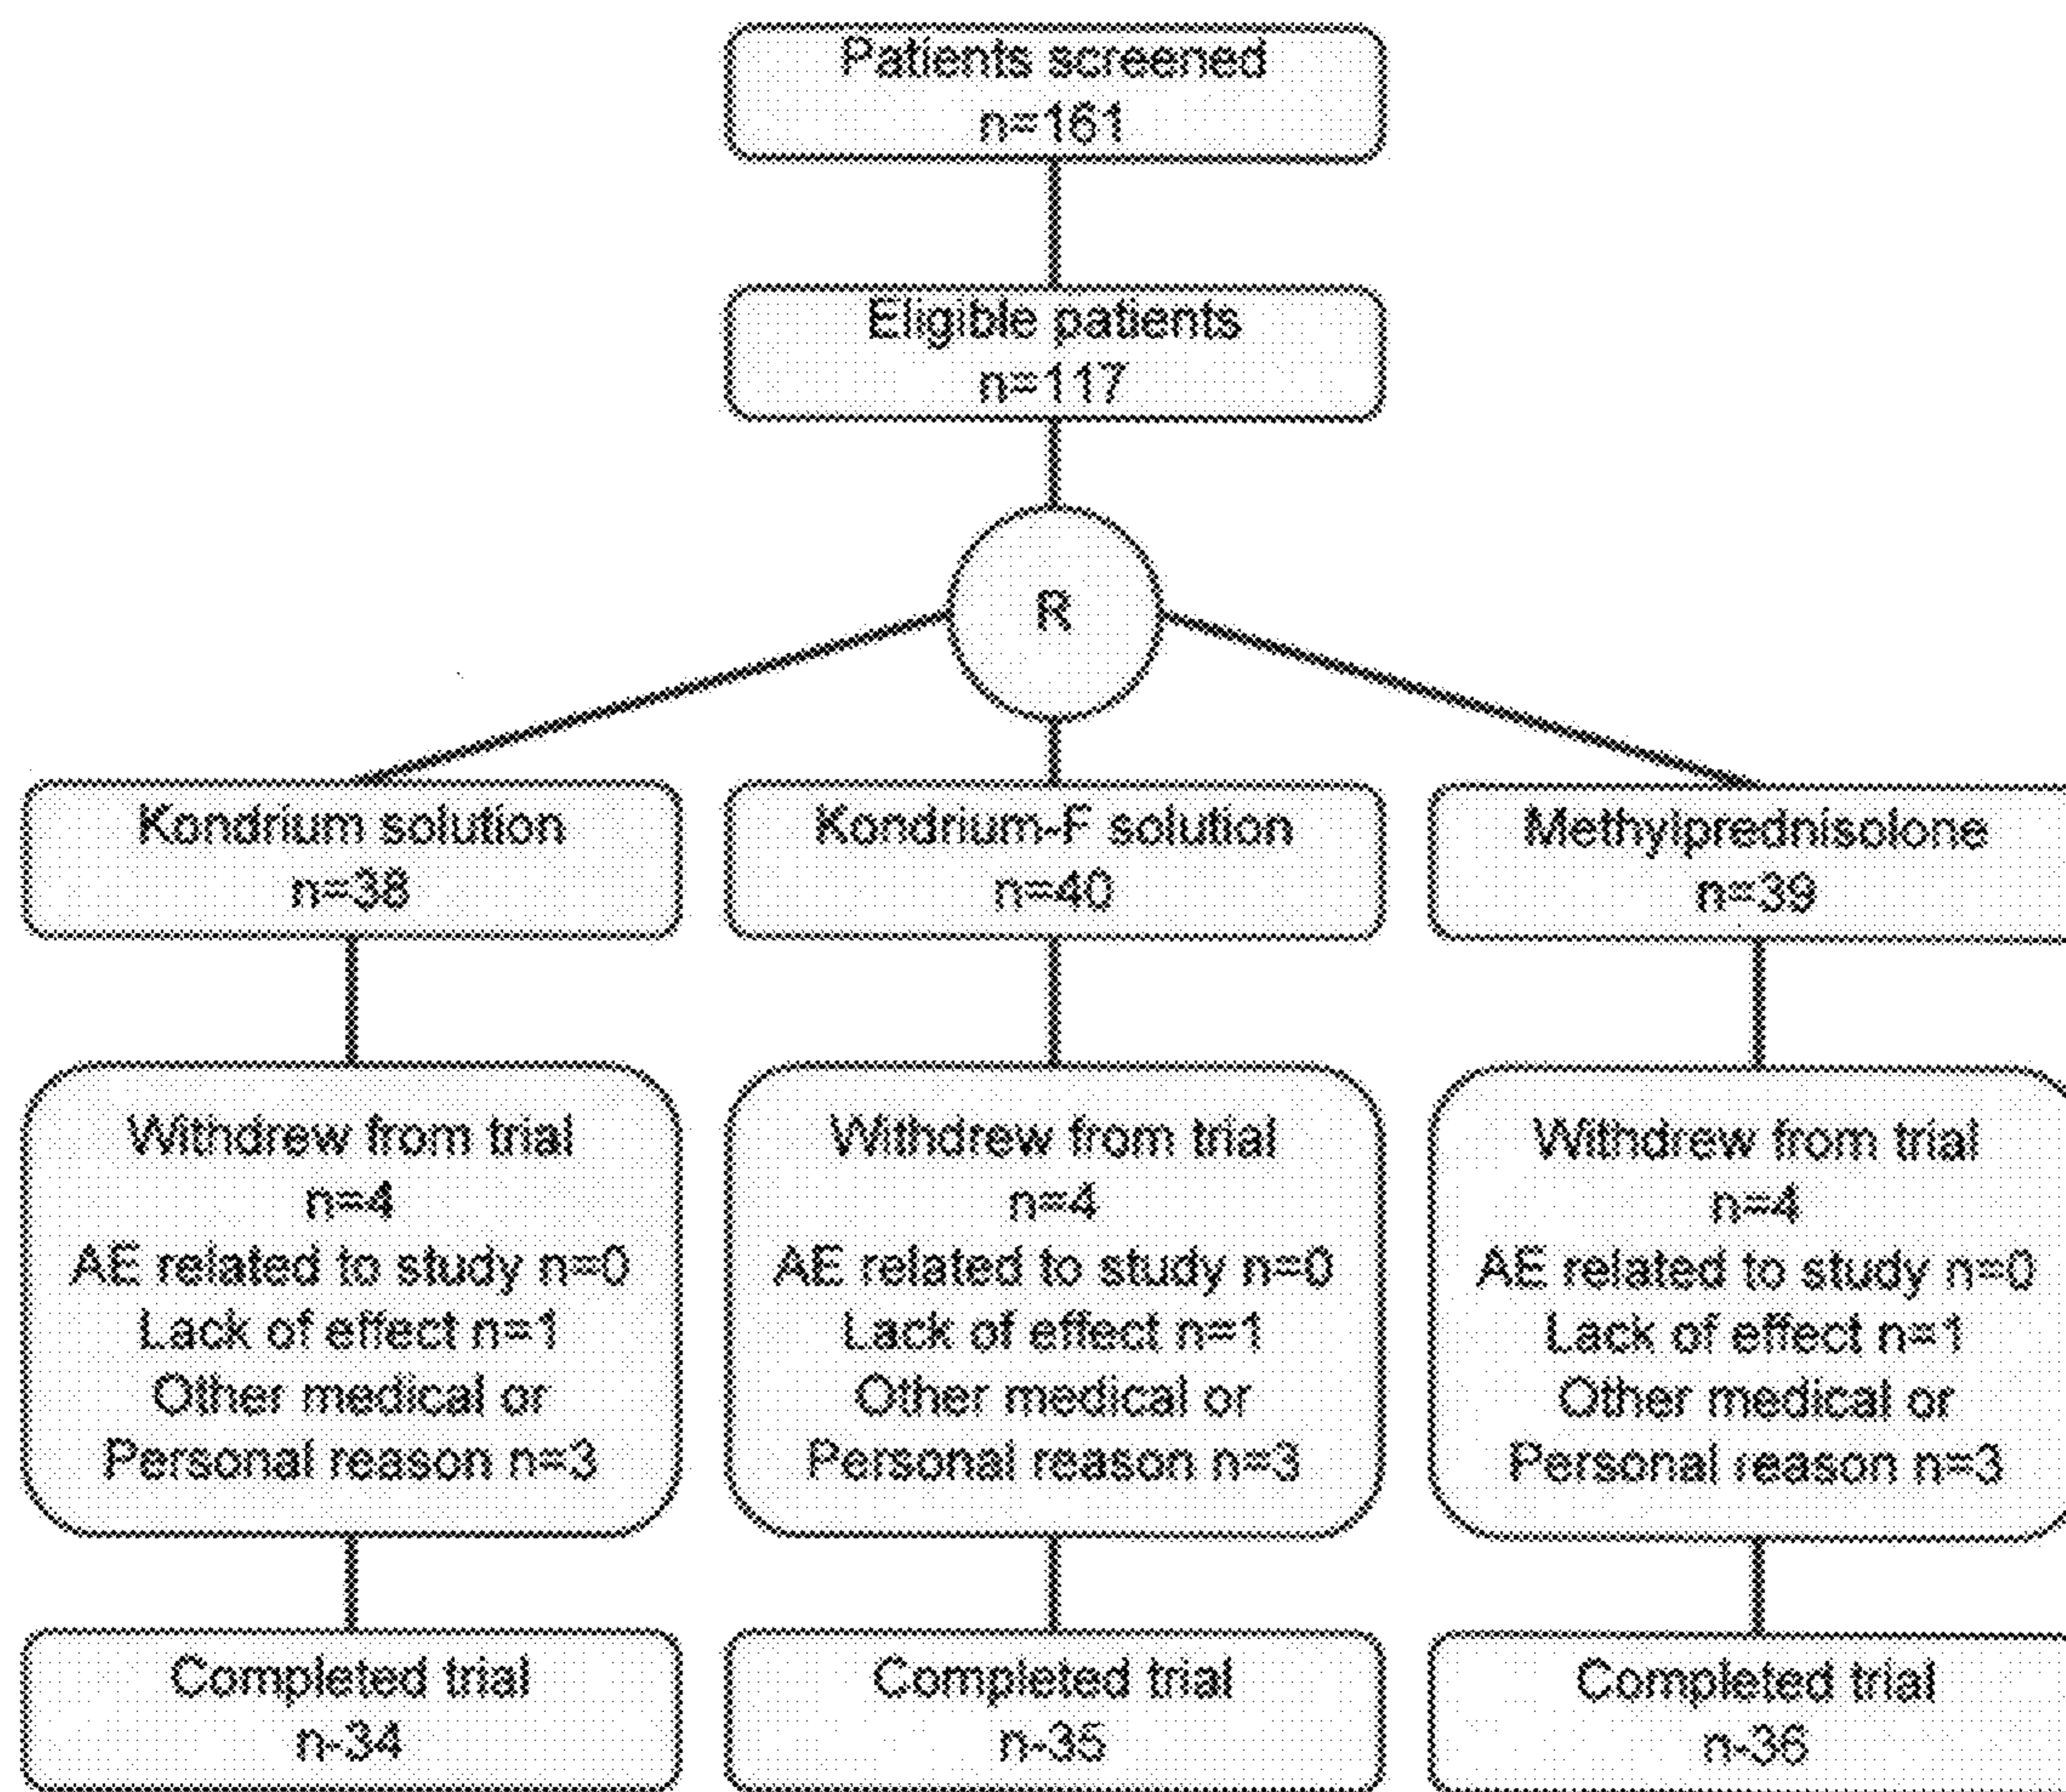 Patients screened
n=161
Eligible patients
n=117
R
Kondrium solution
n=38
Kondrium-F solution
n=40
Methylprednisolone
n=39
Withdrew from trial
n=4
AE related to study n=0
Lack of effect n=1
Other medical or
Personal reason n=3
Withdrew from trial
n=4
AE related to study n=0
Lack of effect n=1
Other medical or
Personal reason n=3
Withdrew from trial
n=4
AE related to study n=0
Lack of effect n=1
Other medical or
Personal reason n=3
Completed trial
n-34
Completed trial
n-35
Completed trial
n-36